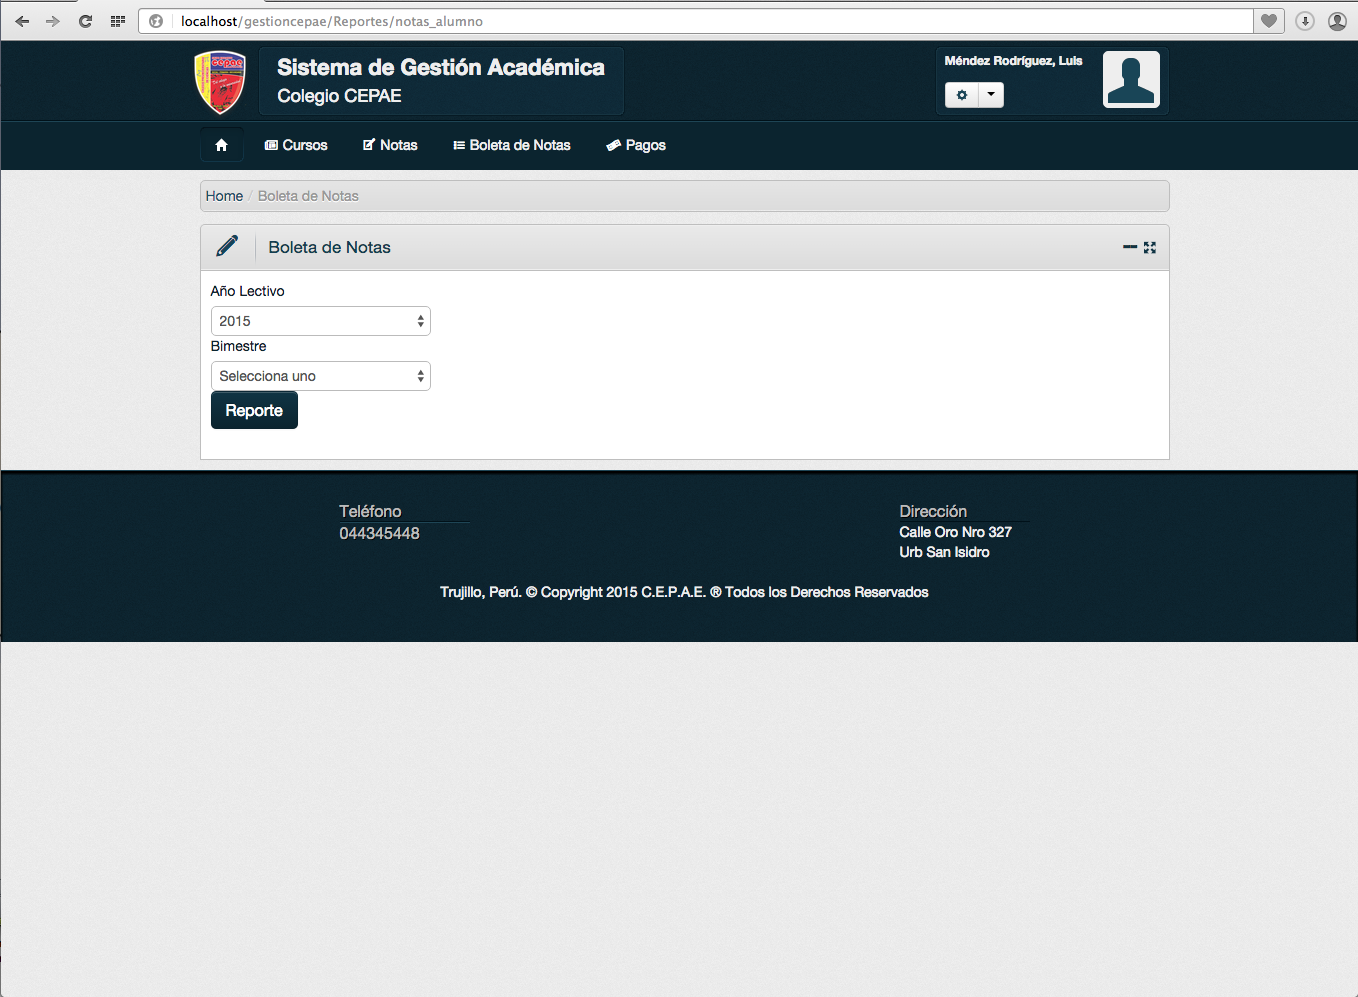 localhost/gestioncepae/Reportes/notas_alumno
cepae
Sistema de Gestión Académica
Colegio CEPAE
Méndez Rodríguez, Luis
Cursos
Notas
Boleta de Notas
Pagos
Home / Boleta de Notas
Boleta de Notas
Año Lectivo
2015
Bimestre
Selecciona uno
Reporte
Teléfono
044345448
Dirección
Calle Oro Nro 327
Urb San Isidro
Trujillo, Perú. © Copyright 2015 C.E.P.A.E. ® Todos los Derechos Reservados